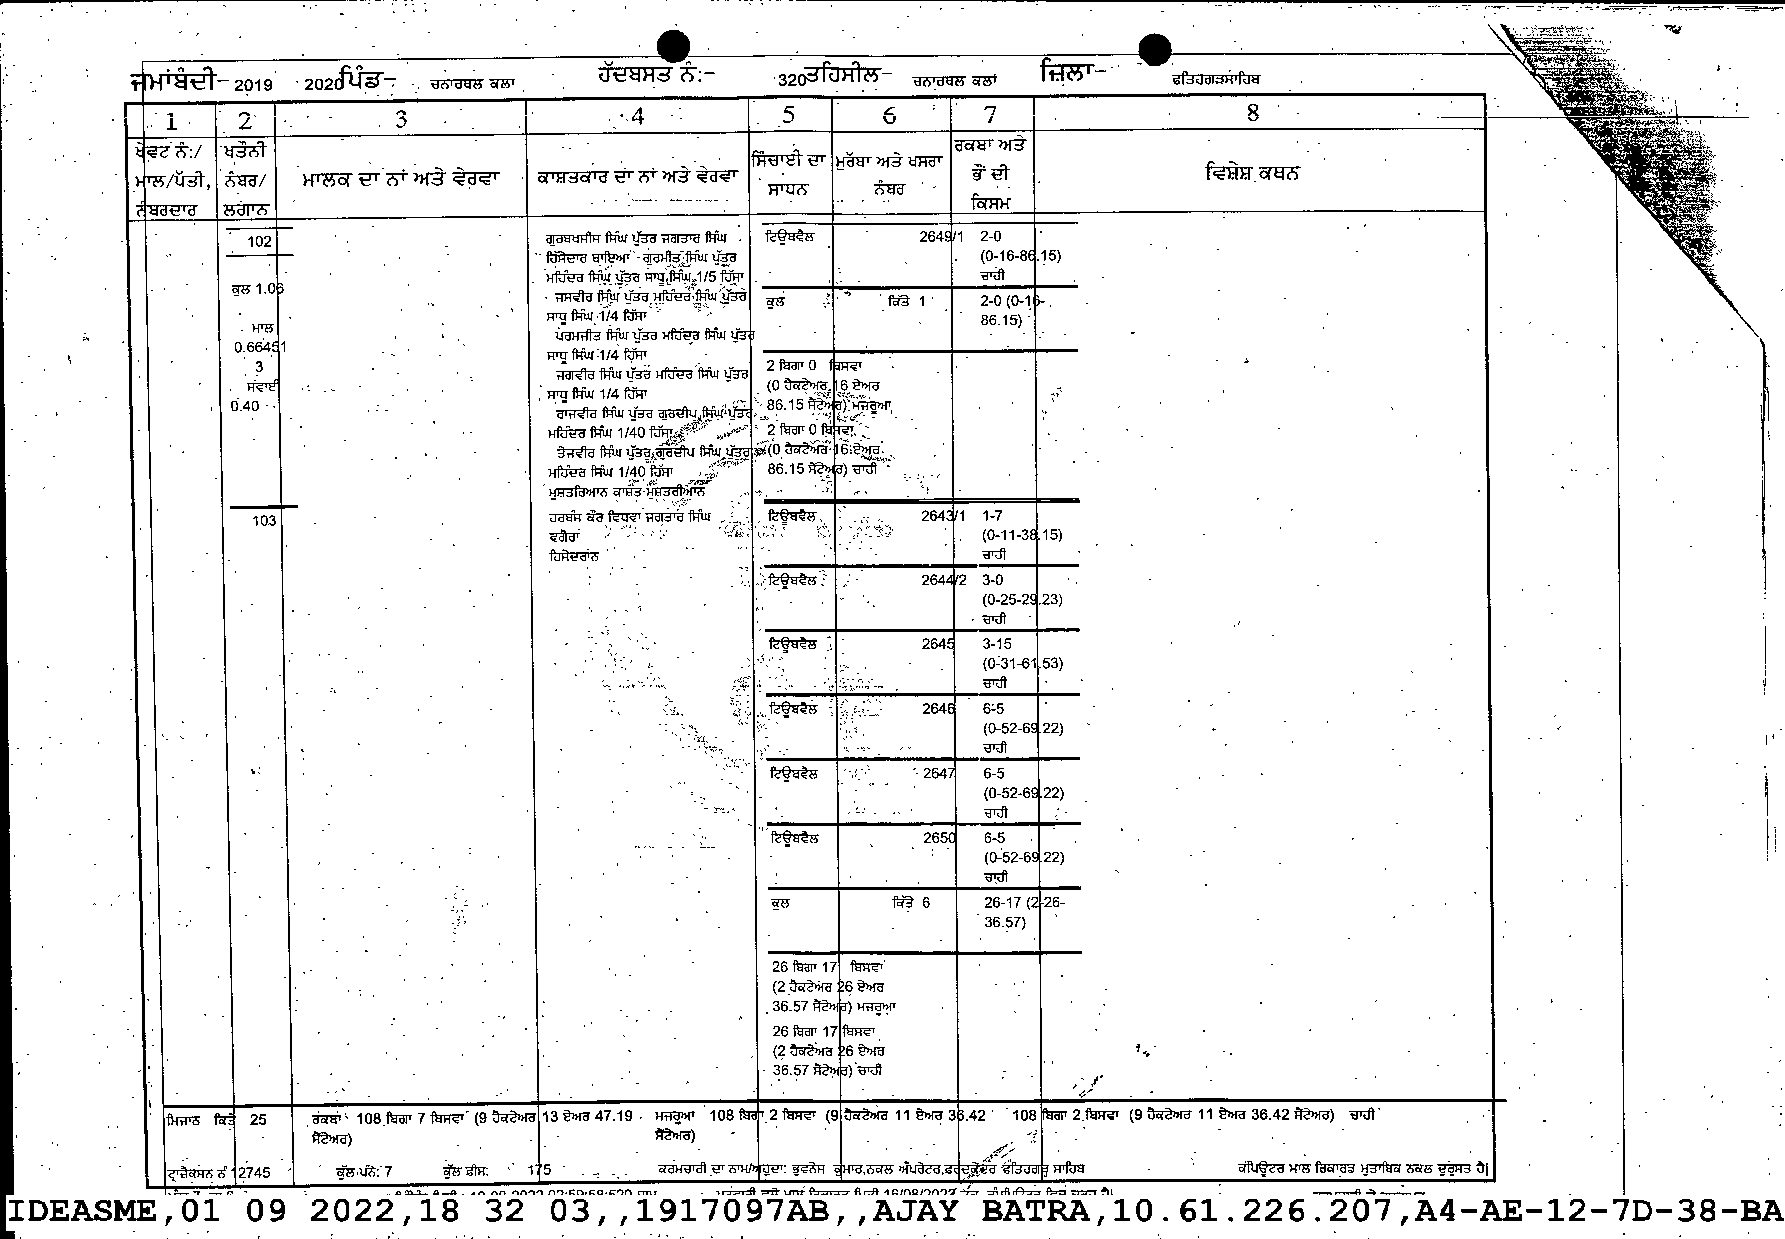 ਜਮਾਂਬੰਦੀ- 2019 2020 ਪਿੰਡ- ਚਨਾਰਥਲ ਕਲਾ ਹੱਦਬਸਤ ਨੰ:- 320 ਤਹਿਸੀਲ- ਚਨਾਰਥਲ ਕਲਾਂ ਜ਼ਿਲਾ- ਫਤਿਹਗੜਸਾਹਿਬ
1 2 3 4 5 6 7 8
ਖੇਵਟ ਨੰ:/ ਮਾਲ/ਪੱਤੀ, ਨੰਬਰਦਾਰ
ਖਤੌਨੀ ਨੰਬਰ/ ਲਗਾਨ
ਮਾਲਕ ਦਾ ਨਾਂ ਅਤੇ ਵੇਰਵਾ
ਕਾਸ਼ਤਕਾਰ ਦਾ ਨਾਂ ਅਤੇ ਵੇਰਵਾ
ਸਿੰਚਾਈ ਦਾ ਸਾਧਨ
ਮੁਰੱਬਾ ਅਤੇ ਖਸਰਾ ਨੰਬਰ
ਰਕਬਾ ਅਤੇ ਭੌਂ ਦੀ ਕਿਸਮ
ਵਿਸ਼ੇਸ਼ ਕਥਨ
102
ਕੁਲ 1.06
ਮਾਲ
0.66451
3
ਸਵਾਈ
0.40
ਗੁਰਬਖਸੀਸ ਸਿੰਘ ਪੁੱਤਰ ਜਗਤਾਰ ਸਿੰਘ
ਹਿੱਸੇਦਾਰ ਬਾਇਆ ਗੁਰਮੀਤ ਸਿੰਘ ਪੁੱਤਰ
ਮਹਿੰਦਰ ਸਿੰਘ ਪੁੱਤਰ ਸਾਧੂ ਸਿੰਘ 1/5 ਹਿੱਸਾ
ਜਸਵੀਰ ਸਿੰਘ ਪੁੱਤਰ ਮਹਿੰਦਰ ਸਿੰਘ ਪੁੱਤਰ
ਸਾਧੂ ਸਿੰਘ 1/4 ਹਿੱਸਾ
ਪਰਮਜੀਤ ਸਿੰਘ ਪੁੱਤਰ ਮਹਿੰਦਰ ਸਿੰਘ ਪੁੱਤਰ
ਸਾਧੂ ਸਿੰਘ 1/4 ਹਿੱਸਾ
ਜਗਵੀਰ ਸਿੰਘ ਪੁੱਤਰ ਮਹਿੰਦਰ ਸਿੰਘ ਪੁੱਤਰ
ਸਾਧੂ ਸਿੰਘ 1/4 ਹਿੱਸਾ
ਰਾਜਵੀਰ ਸਿੰਘ ਪੁੱਤਰ ਗੁਰਦੀਪ ਸਿੰਘ ਪੁੱਤਰ
ਮਹਿੰਦਰ ਸਿੰਘ 1/40 ਹਿੱਸਾ
ਤੇਜਵੀਰ ਸਿੰਘ ਪੁੱਤਰ ਗੁਰਦੀਪ ਸਿੰਘ ਪੁੱਤਰ
ਮਹਿੰਦਰ ਸਿੰਘ 1/40 ਹਿੱਸਾ
ਮੁਸ਼ਤਰਿਆਨ ਕਾਸ਼ਤ ਮੁਸ਼ਤਰੀਆਨ
ਟਿਊਬਵੈਲ 2649/1 2-0
(0-16-86.15)
ਚਾਹੀ
ਕੁਲ ਕਿੱਤੇ 1 2-0 (0-16-
86.15)
2 ਬਿਗਾ 0 ਬਿਸਵਾ
(0 ਹੈਕਟੇਅਰ 16 ਏਅਰ
86.15 ਸੈਂਟੇਅਰ) ਮਜਰੂਆ
2 ਬਿਗਾ 0 ਬਿਸਵਾ
(0 ਹੈਕਟੇਅਰ 16 ਏਅਰ
86.15 ਸੈਂਟੇਅਰ) ਚਾਹੀ
103
ਹਰਬੰਸ ਕੌਰ ਵਿਧਵਾ ਜਗਤਾਰ ਸਿੰਘ
ਵਗੈਰਾ
ਹਿਸੇਦਰਾਂਨ
ਟਿਊਬਵੈਲ 2643/1 1-7
(0-11-38.15)
ਚਾਹੀ
ਟਿਊਬਵੈਲ 2644/2 3-0
(0-25-29.23)
ਚਾਹੀ
ਟਿਊਬਵੈਲ 2645 3-15
(0-31-61.53)
ਚਾਹੀ
ਟਿਊਬਵੈਲ 2646 6-5
(0-52-69.22)
ਚਾਹੀ
ਟਿਊਬਵੈਲ 2647 6-5
(0-52-69.22)
ਚਾਹੀ
ਟਿਊਬਵੈਲ 2650 6-5
(0-52-69.22)
ਚਾਹੀ
ਕੁਲ ਕਿੱਤੇ 6 26-17 (2-26-
36.57)
26 ਬਿਗਾ 17 ਬਿਸਵਾ
(2 ਹੈਕਟੇਅਰ 26 ਏਅਰ
36.57 ਸੈਂਟੇਅਰ) ਮਜਰੂਆ
26 ਬਿਗਾ 17 ਬਿਸਵਾ
(2 ਹੈਕਟੇਅਰ 26 ਏਅਰ
36.57 ਸੈਂਟੇਅਰ) ਚਾਹੀ
ਮਿਜਾਨ ਕਿਤੇ 25 ਰਕਬਾ 108 ਬਿਗਾ 7 ਬਿਸਵਾ (9 ਹੈਕਟੇਅਰ 13 ਏਅਰ 47.19 ਮਜਰੂਆ 108 ਬਿਗਾ 2 ਬਿਸਵਾ (9 ਹੈਕਟੇਅਰ 11 ਏਅਰ 36.42 108 ਬਿਗਾ 2 ਬਿਸਵਾ (9 ਹੈਕਟੇਅਰ 11 ਏਅਰ 36.42 ਸੈਂਟੇਅਰ) ਚਾਹੀ
ਸੈਂਟੇਅਰ) ਸੈਂਟੇਅਰ)
ਟ੍ਰਾਜੈਕਸਨ ਨੰ 12745 ਕੁੱਲ ਪੰਨੇ: 7 ਕੁੱਲ ਫੀਸ: 175 ਕਰਮਚਾਰੀ ਦਾ ਨਾਮ/ਅਹੁਦਾ: ਭੁਵਨੇਸ ਕੁਮਾਰ,ਨਕਲ ਅੰਪਰੇਟਰ,ਫਰਦ ਕੇਂਦਰ ਫਤਿਹਗੜ ਸਾਹਿਬ ਕੰਪਿਊਟਰ ਮਾਲ ਰਿਕਾਰਡ ਮੁਤਾਬਿਕ ਨਕਲ ਦੁਰੁਸਤ ਹੈ|
IDEASME,01 09 2022,18 32 03,,1917097AB,,AJAY BATRA,10.61.226.207,A4-AE-12-7D-38-BA